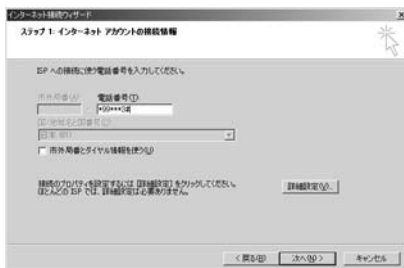 インターネット接続ウィザード
ステップ 1: インターネット アカウントの接続情報
ISP への接続に使う電話番号を入力してください。
市外局番(A) 電話番号(T):
*99***3#
国/地域名と国番号(C):
日本 (81)
市外局番とダイヤル情報を使う(U)
接続のプロパティを設定するには [詳細設定] をクリックしてください。
ほとんどの ISP では、詳細設定は必要ありません。
詳細設定(V)...
< 戻る(B)
次へ(N) >
キャンセル